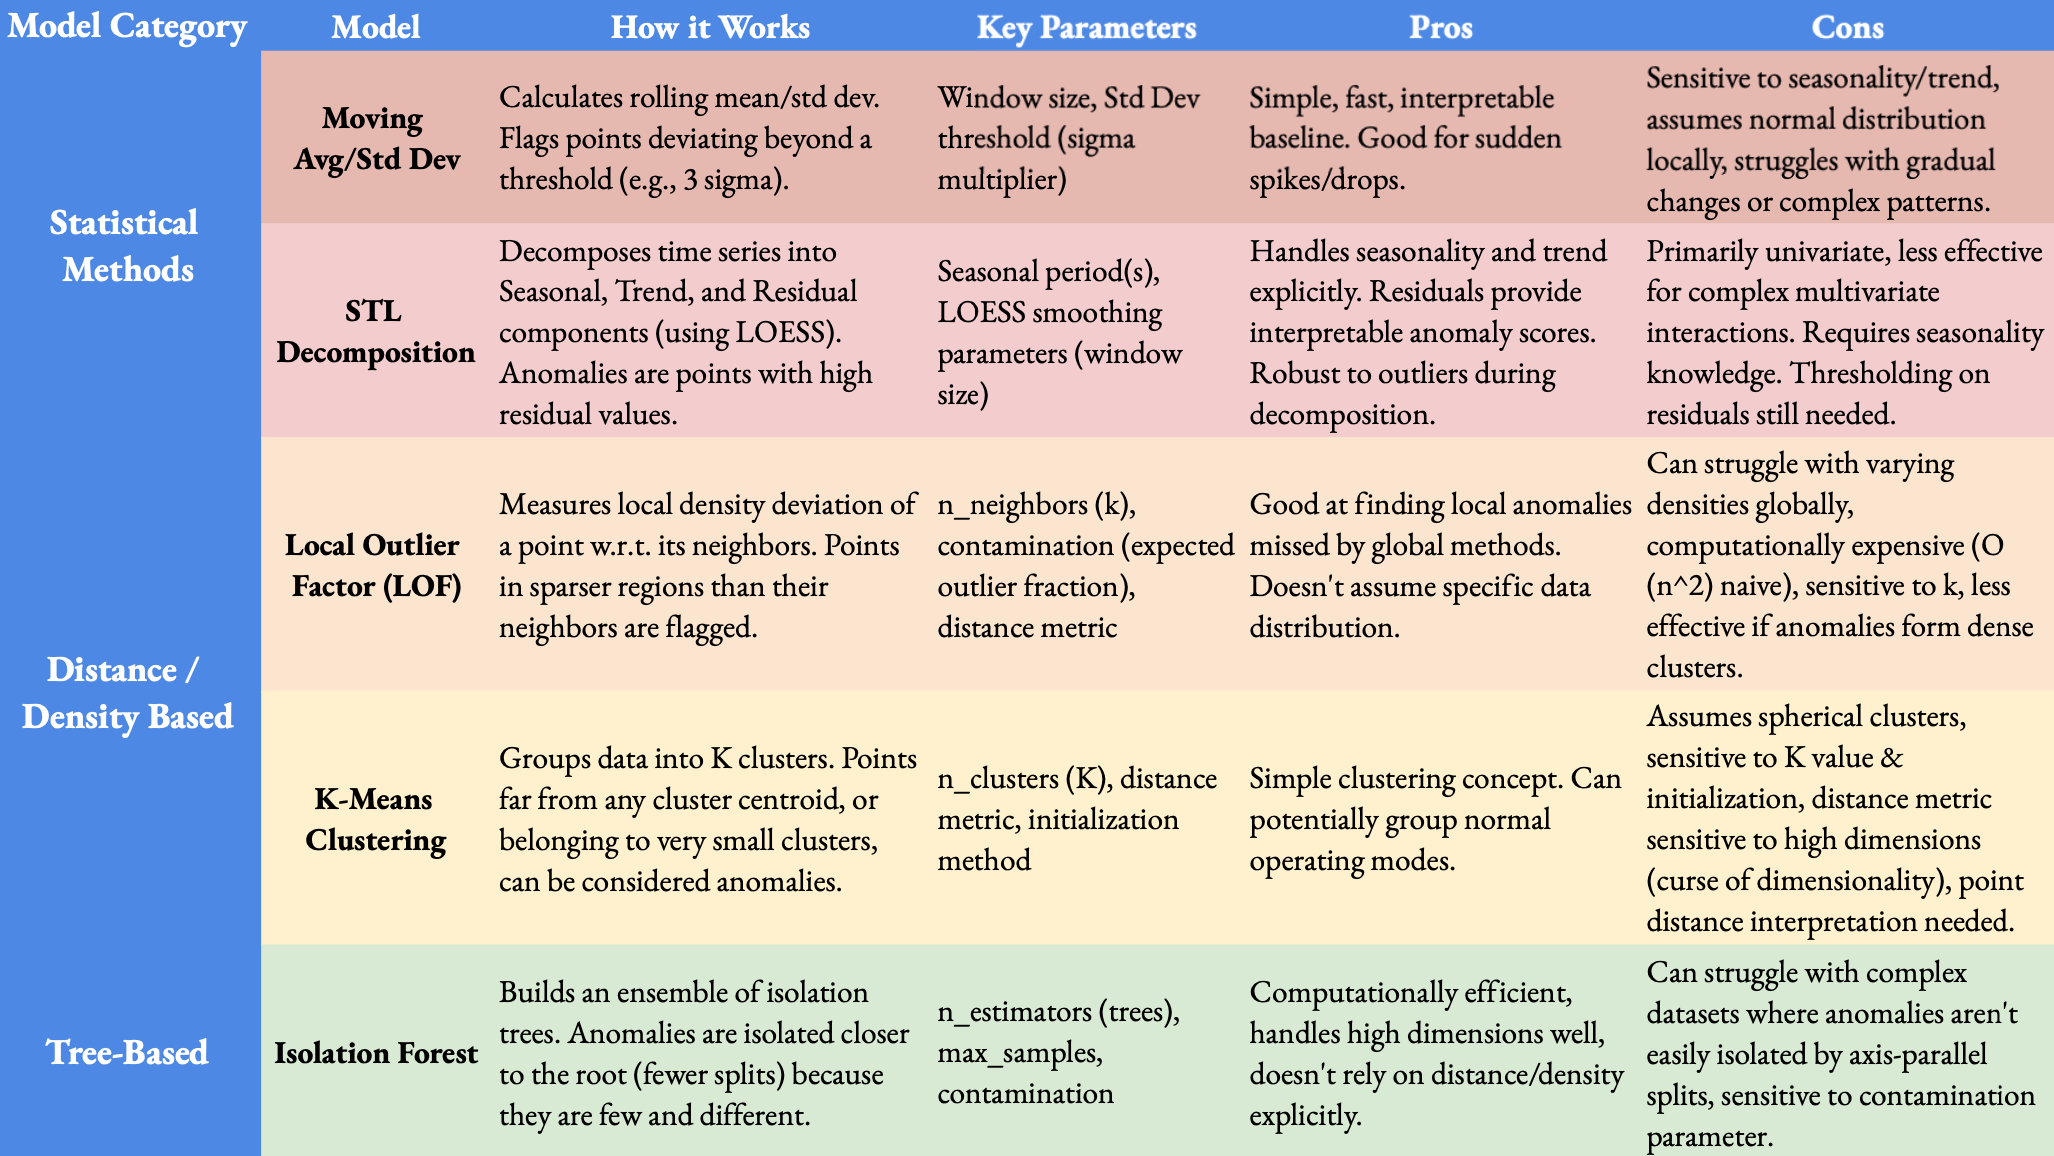 Model Category
Model
How it Works
Key Parameters
Pros
Cons
Statistical
Methods
Moving
Avg/Std Dev
Calculates rolling mean/std dev.
Flags points deviating beyond a
threshold (e.g., 3 sigma).
Window size, Std Dev
threshold (sigma
multiplier)
Simple, fast, interpretable
baseline. Good for sudden
spikes/drops.
Sensitive to seasonality/trend,
assumes normal distribution
locally, struggles with gradual
changes or complex patterns.
STL
Decomposition
Decomposes time series into
Seasonal, Trend, and Residual
components (using LOESS).
Anomalies are points with high
residual values.
Seasonal period(s),
LOESS smoothing
parameters (window
size)
Handles seasonality and trend
explicitly. Residuals provide
interpretable anomaly scores.
Robust to outliers during
decomposition.
Primarily univariate, less effective
for complex multivariate
interactions. Requires seasonality
knowledge. Thresholding on
residuals still needed.
Distance /
Density Based
Local Outlier
Factor (LOF)
Measures local density deviation of
a point w.r.t. its neighbors. Points
in sparser regions than their
neighbors are flagged.
n_neighbors (k),
contamination (expected
outlier fraction),
distance metric
Good at finding local anomalies
missed by global methods.
Doesn't assume specific data
distribution.
Can struggle with varying
densities globally,
computationally expensive (O
(n^2) naive), sensitive to k, less
effective if anomalies form dense
clusters.
K-Means
Clustering
Groups data into K clusters. Points
far from any cluster centroid, or
belonging to very small clusters,
can be considered anomalies.
n_clusters (K), distance
metric, initialization
method
Simple clustering concept. Can
potentially group normal
operating modes.
Assumes spherical clusters,
sensitive to K value &
initialization, distance metric
sensitive to high dimensions
(curse of dimensionality), point
distance interpretation needed.
Tree-Based
Isolation Forest
Builds an ensemble of isolation
trees. Anomalies are isolated closer
to the root (fewer splits) because
they are few and different.
n_estimators (trees),
max_samples,
contamination
Computationally efficient,
handles high dimensions well,
doesn't rely on distance/density
explicitly.
Can struggle with complex
datasets where anomalies aren't
easily isolated by axis-parallel
splits, sensitive to contamination
parameter.